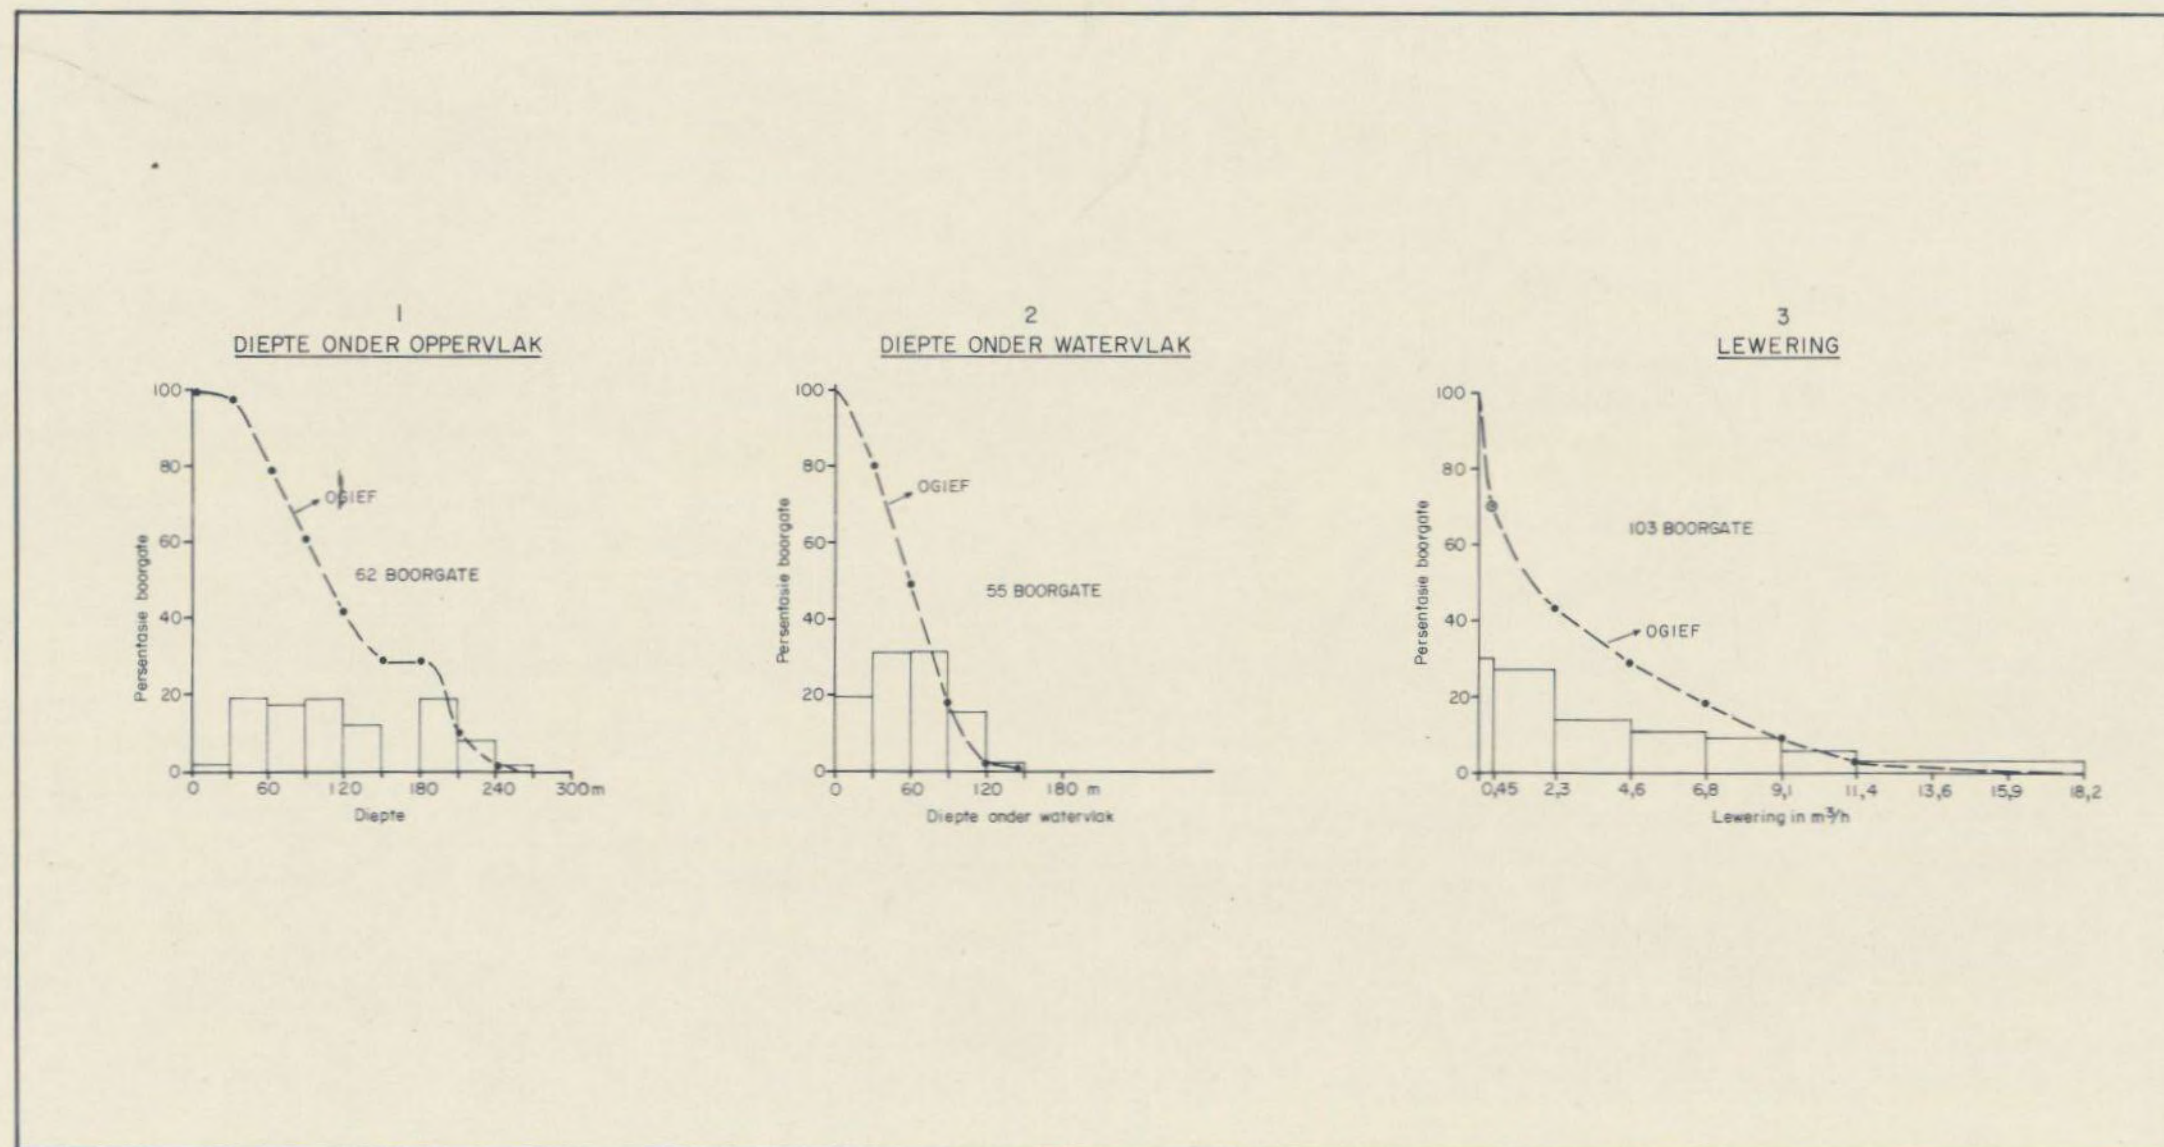 1
DIEPTE ONDER OPPERVLAK
100
80
60
40
20
0
Persentasie boorgate
OGIEF
62 BOORGATE
0 60 120 180 240 300m
Diepte
2
DIEPTE ONDER WATERVLAK
100
80
60
40
20
0
Persentasie boorgate
OGIEF
55 BOORGATE
0 60 120 180 m
Diepte onder watervlak
3
LEWERING
100
80
60
40
20
0
Persentasie boorgate
103 BOORGATE
OGIEF
0,45 2,3 4,6 6,8 9,1 11,4 13,6 15,9 18,2
Lewering in m³/h